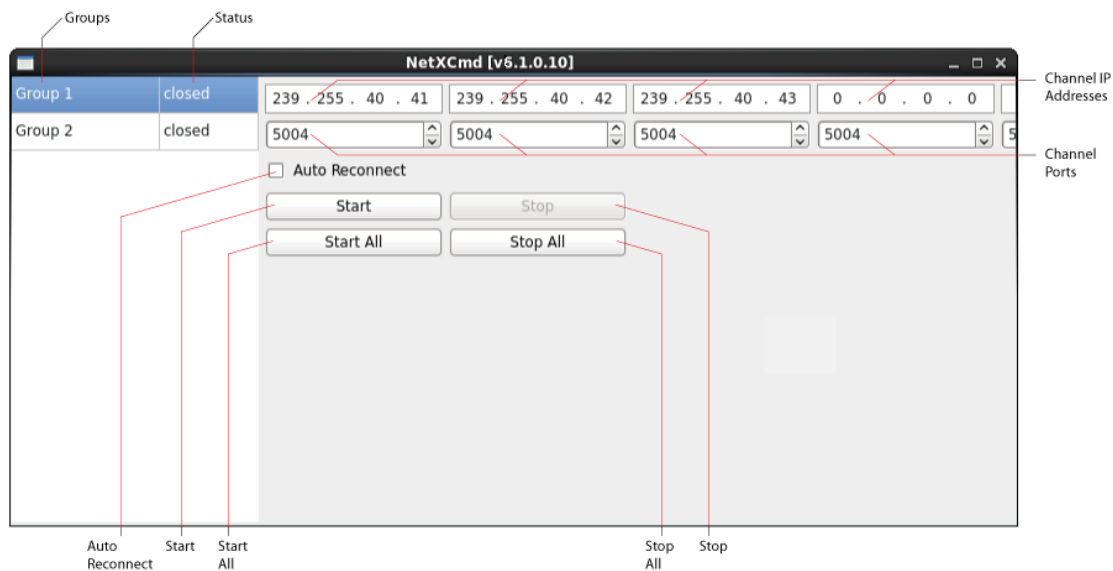 Groups
Status
NetXCmd [v6.1.0.10]
Group 1 closed 239 . 255 . 40 . 41 239 . 255 . 40 . 42 239 . 255 . 40 . 43 0 . 0 . 0 . 0
Channel IP
Addresses
Group 2 closed 5004 5004 5004 5004 5
Channel
Ports
Auto Reconnect
Start Stop
Start All Stop All
Auto
Reconnect
Start
Start
All
Stop
All
Stop